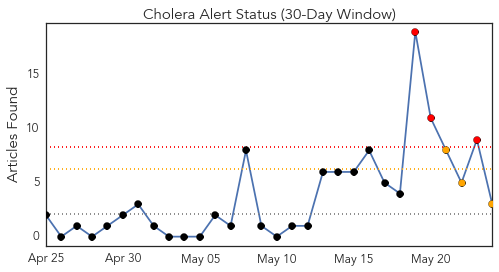 Cholera Alert Status (30-Day Window)
Articles Found
15
10
5
0
Apr 25 Apr 30 May 05 May 10 May 15 May 20